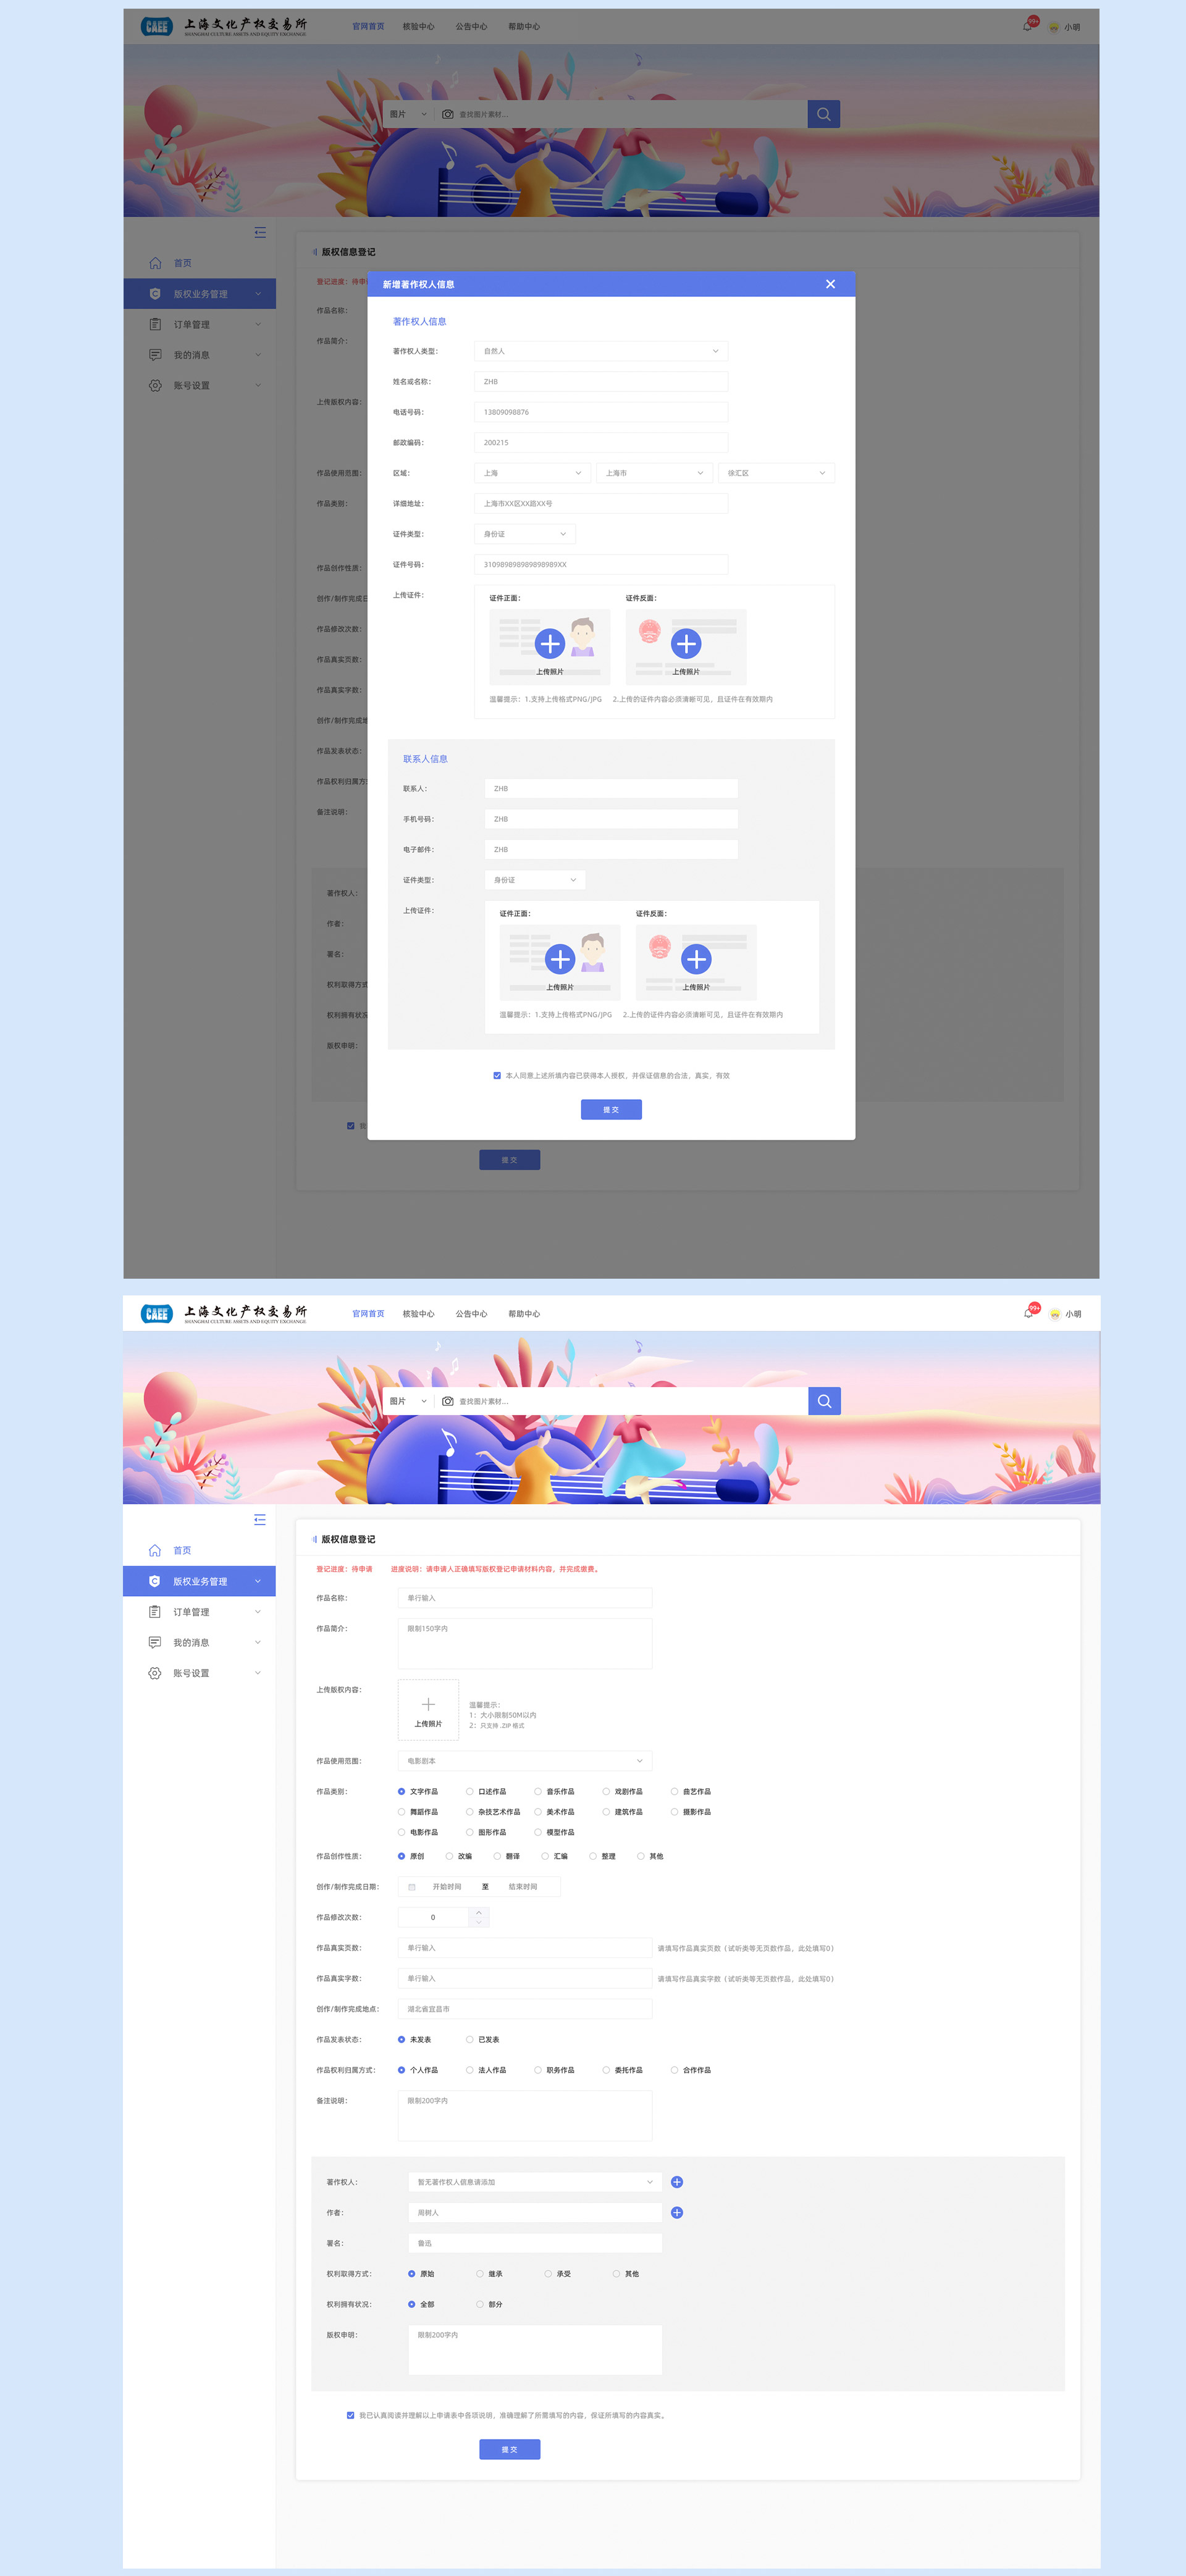 CAEE 上海文化产权交易所 官网首页 核验中心 公告中心 帮助中心 99+ 小明
SHANGHAI CULTURE ASSETS AND EQUITY EXCHANGE
图片 查找图片素材...
首页
版权业务管理
订单管理
我的消息
账号设置
版权信息登记
登记进度：待申
作品名称：
作品简介：
上传版权内容：
作品使用范围：
作品类别：
作品创作性质：
创作/制作完成日
作品修改次数：
作品真实页数：
作品真实字数：
创作/制作完成地
作品发表状态：
作品权利归属方
备注说明：
著作权人：
作者：
署名：
权利取得方式
权利拥有状况
版权申明：
我
提 交
新增著作权人信息
著作权人信息
著作权人类型： 自然人
姓名或名称： ZHB
电话号码： 13809098876
邮政编码： 200215
区域： 上海 上海市 徐汇区
详细地址： 上海市XX区XX路XX号
证件类型： 身份证
证件号码： 310989898989898989XX
上传证件： 证件正面： 证件反面：
上传照片 上传照片
温馨提示：1.支持上传格式PNG/JPG 2.上传的证件内容必须清晰可见，且证件在有效期内
联系人信息
联系人： ZHB
手机号码： ZHB
电子邮件： ZHB
证件类型： 身份证
上传证件： 证件正面： 证件反面：
上传照片 上传照片
温馨提示：1.支持上传格式PNG/JPG 2.上传的证件内容必须清晰可见，且证件在有效期内
本人同意上述所填内容已获得本人授权，并保证信息的合法，真实，有效
提 交
CAEE 上海文化产权交易所 官网首页 核验中心 公告中心 帮助中心 99+ 小明
SHANGHAI CULTURE ASSETS AND EQUITY EXCHANGE
图片 查找图片素材...
首页
版权业务管理
订单管理
我的消息
账号设置
版权信息登记
登记进度：待申请 进度说明：请申请人正确填写版权登记申请材料内容，并完成缴费。
作品名称： 单行输入
作品简介： 限制150字内
上传版权内容： 上传照片
温馨提示：
1：大小限制50M以内
2：只支持 .ZIP 格式
作品使用范围： 电影剧本
作品类别： 文字作品 口述作品 音乐作品 戏剧作品 曲艺作品
舞蹈作品 杂技艺术作品 美术作品 建筑作品 摄影作品
电影作品 图形作品 模型作品
作品创作性质： 原创 改编 翻译 汇编 整理 其他
创作/制作完成日期： 开始时间 至 结束时间
作品修改次数： 0
作品真实页数： 单行输入 请填写作品真实页数（试听类等无页数作品，此处填写0）
作品真实字数： 单行输入 请填写作品真实字数（试听类等无页数作品，此处填写0）
创作/制作完成地点： 湖北省宜昌市
作品发表状态： 未发表 已发表
作品权利归属方式： 个人作品 法人作品 职务作品 委托作品 合作作品
备注说明： 限制200字内
著作权人： 暂无著作权人信息请添加
作者： 周树人
署名： 鲁迅
权利取得方式： 原始 继承 承受 其他
权利拥有状况： 全部 部分
版权申明： 限制200字内
我已认真阅读并理解以上申请表中各项说明，准确理解了所需填写的内容，保证所填写的内容真实。
提 交